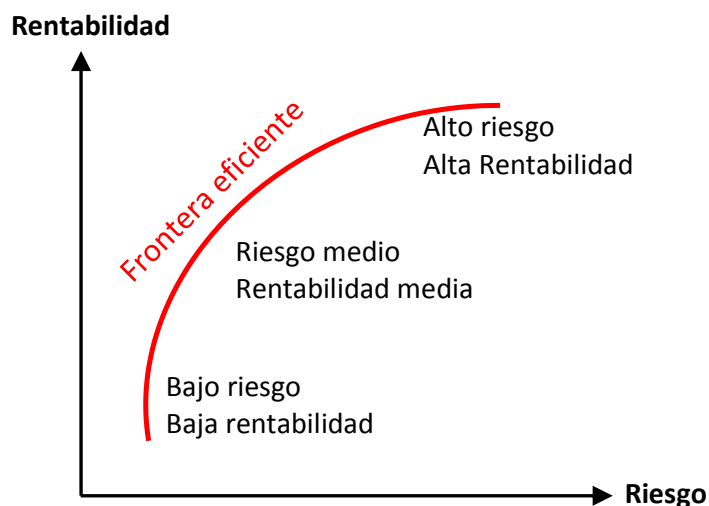 Rentabilidad
Frontera eficiente
Alto riesgo
Alta Rentabilidad
Riesgo medio
Rentabilidad media
Bajo riesgo
Baja rentabilidad
Riesgo